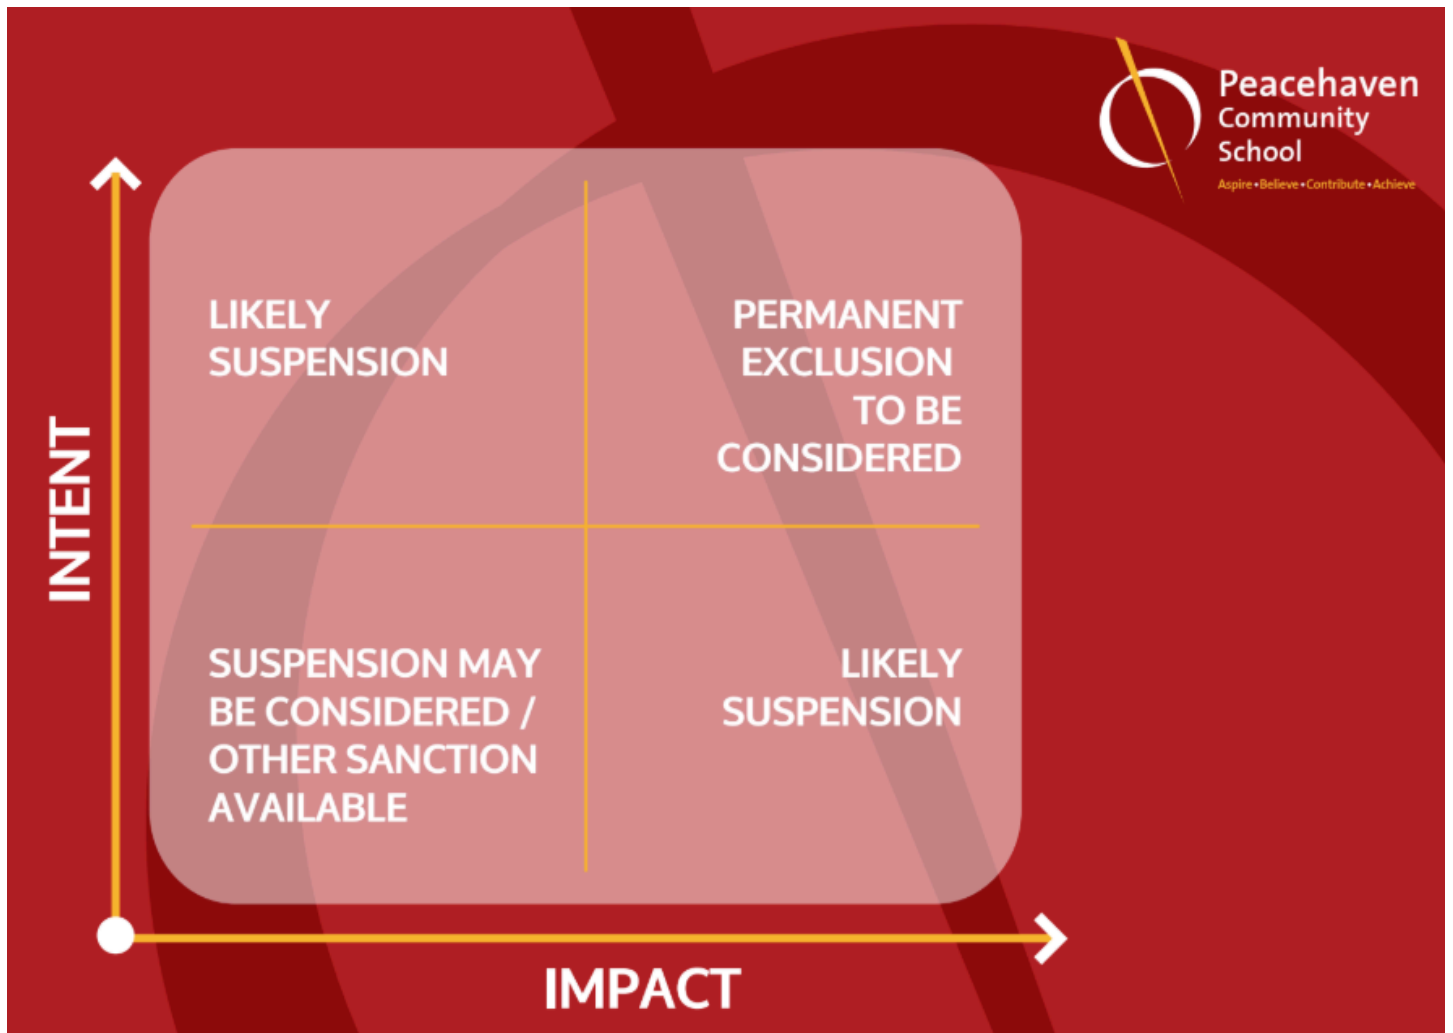 Peacehaven
Community
School
Aspire•Believe•Contribute•Achieve
INTENT
LIKELY
SUSPENSION
PERMANENT
EXCLUSION
TO BE
CONSIDERED
SUSPENSION MAY
BE CONSIDERED /
OTHER SANCTION
AVAILABLE
LIKELY
SUSPENSION
IMPACT